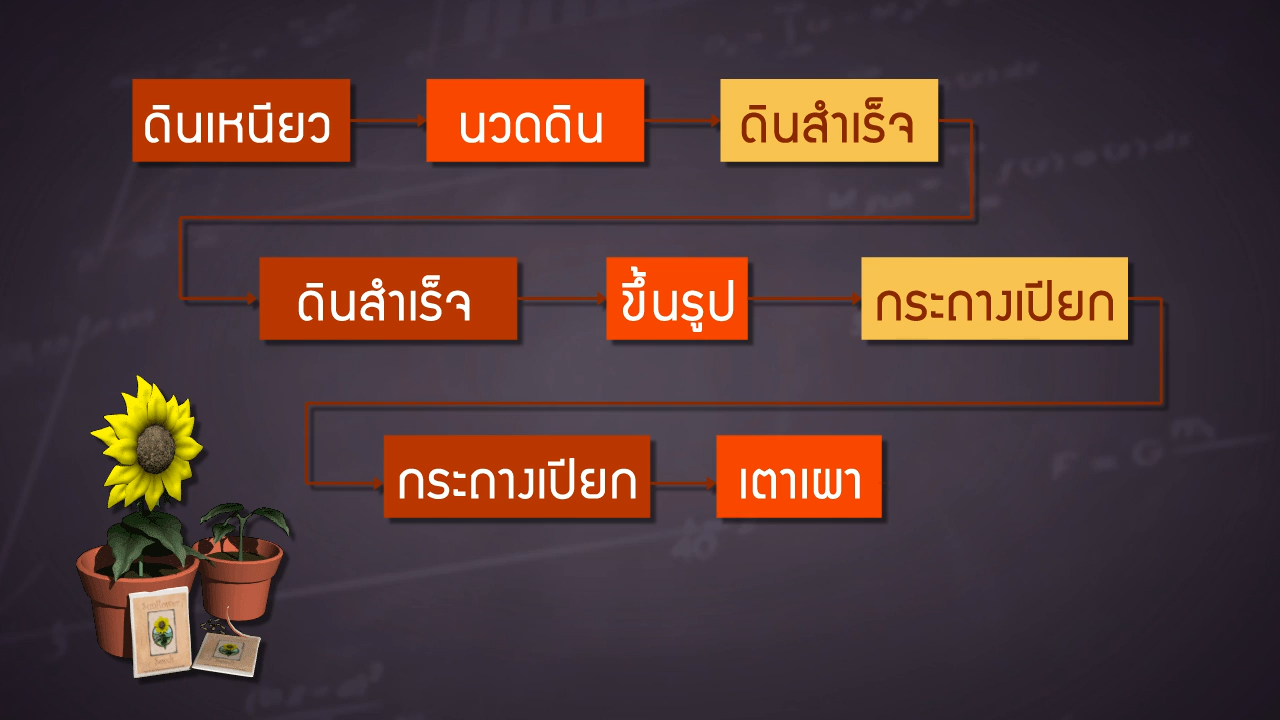 ดินเหนียว นวดดิน ดินสำเร็จ
ดินสำเร็จ ขึ้นรูป กระถางเปียก
กระถางเปียก เตาเผา
Sunflower
Seeds